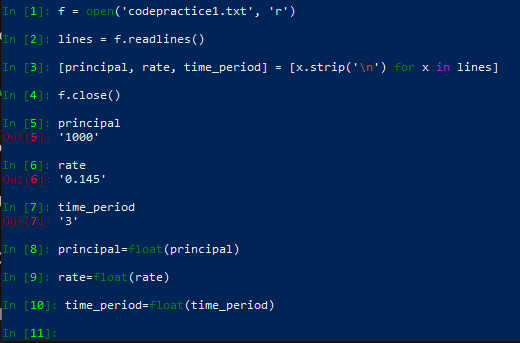 In [1]: f = open('codepractice1.txt', 'r')
In [2]: lines = f.readlines()
In [3]: [principal, rate, time_period] = [x.strip('\n') for x in lines]
In [4]: f.close()
In [5]: principal
Out[5]: '1000'
In [6]: rate
Out[6]: '0.145'
In [7]: time_period
Out[7]: '3'
In [8]: principal=float(principal)
In [9]: rate=float(rate)
In [10]: time_period=float(time_period)
In [11]: